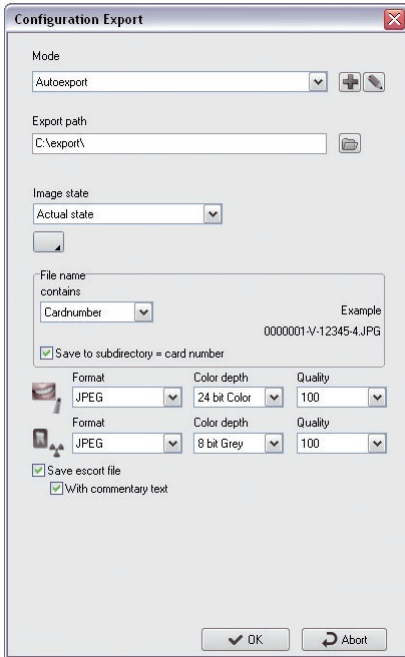 Configuration Export
Mode
Autoexport
Export path
C:\export\
Image state
Actual state
File name
contains
Cardnumber
Example
0000001-V-12345-4.JPG
Save to subdirectory = card number
Format Color depth Quality
JPEG 24 bit Color 100
Format Color depth Quality
JPEG 8 bit Grey 100
Save escort file
With commentary text
OK Abort